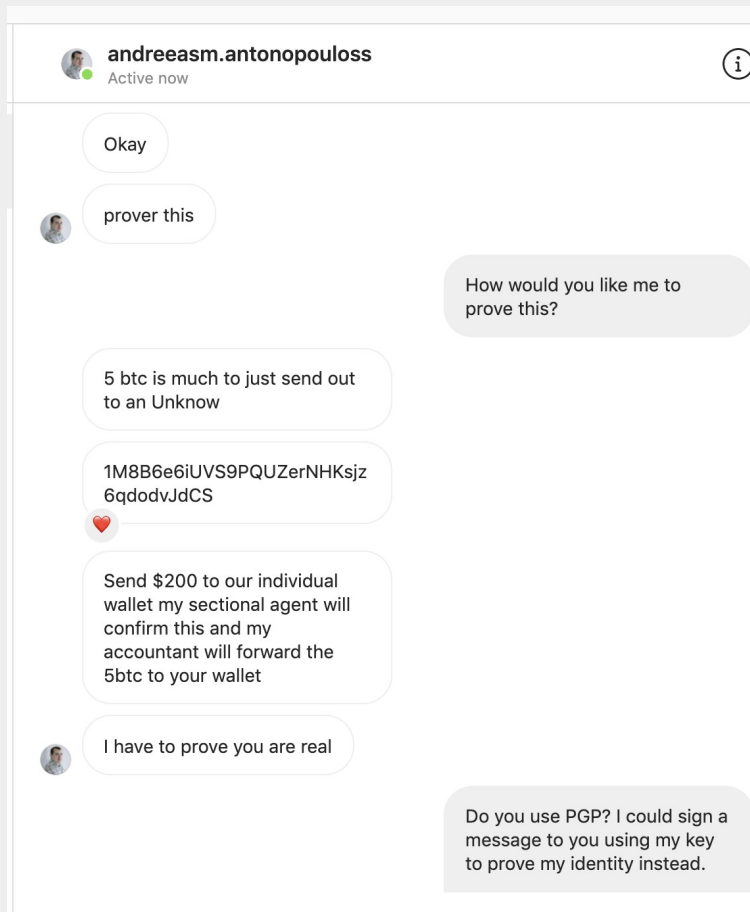 andreeasm.antonopouloss
Active now
Okay
prover this
How would you like me to
prove this?
5 btc is much to just send out
to an Unknow
1M8B6e6iUVS9PQUZerNHKsjz
6qdodvJdCS
Send $200 to our individual
wallet my sectional agent will
confirm this and my
accountant will forward the
5btc to your wallet
I have to prove you are real
Do you use PGP? I could sign a
message to you using my key
to prove my identity instead.